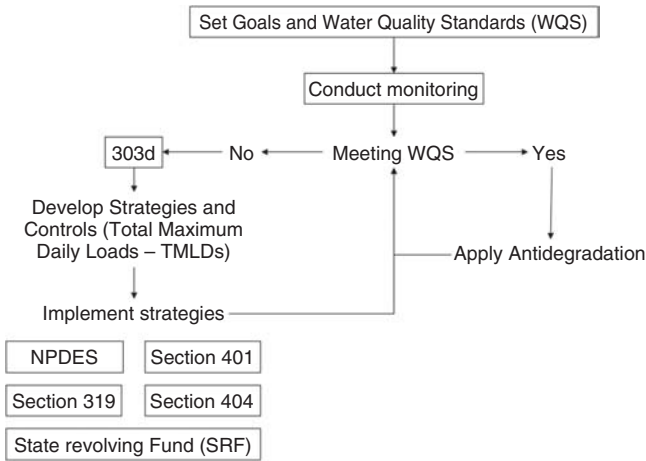 Set Goals and Water Quality Standards (WQS)
Conduct monitoring
303d
No
Meeting WQS
Yes
Develop Strategies and
Controls (Total Maximum
Daily Loads – TMLDs)
Apply Antidegradation
Implement strategies
NPDES
Section 401
Section 319
Section 404
State revolving Fund (SRF)